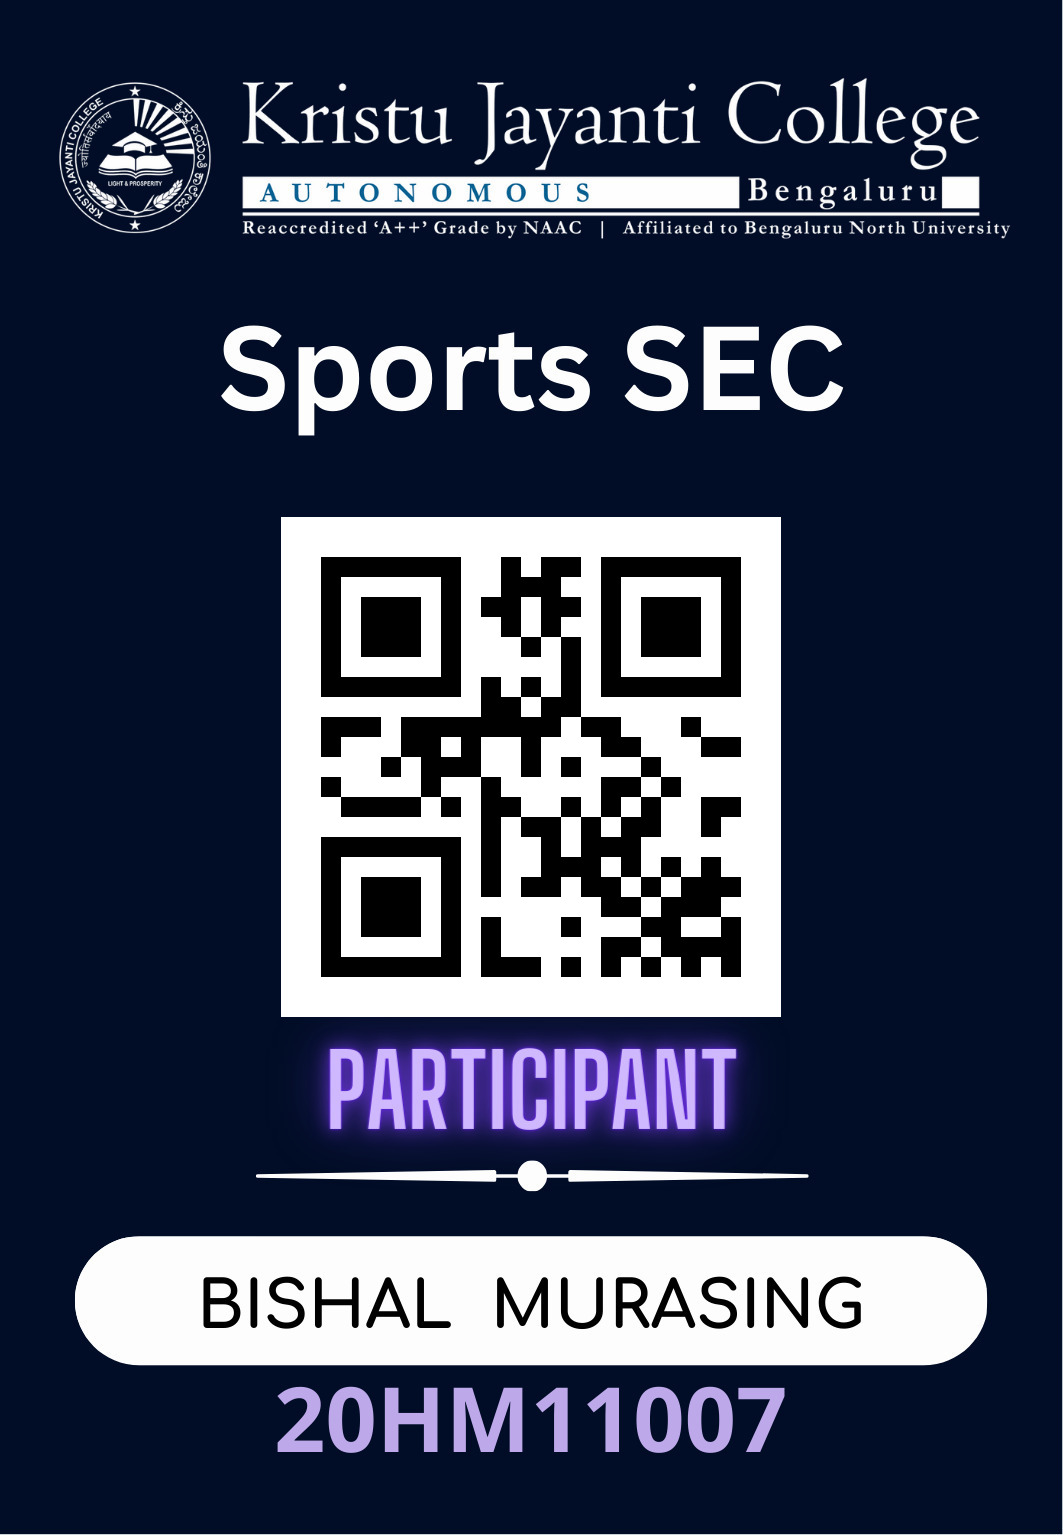 Kristu Jayanti College
AUTONOMOUS Bengaluru
Reaccredited ‘A++’ Grade by NAAC | Affiliated to Bengaluru North University
KRISTU JAYANTI COLLEGE
LIGHT & PROSPERITY
Sports SEC
PARTICIPANT
BISHAL MURASING
20HM11007